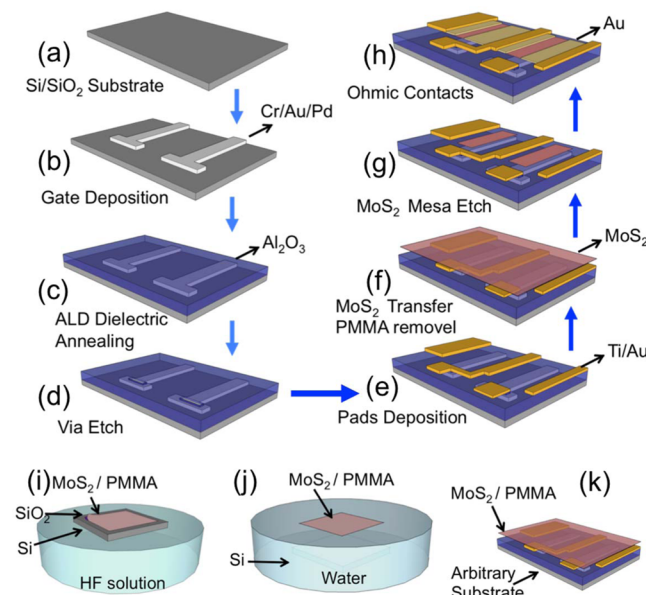 (a)
Si/SiO₂ Substrate
Cr/Au/Pd
(b)
Gate Deposition
Al₂O₃
(c)
ALD Dielectric
Annealing
(d)
Via Etch
(h)
Au
Ohmic Contacts
(g)
MoS₂ Mesa Etch
MoS₂
(f)
MoS₂ Transfer
PMMA removel
Ti/Au
(e)
Pads Deposition
(i)
MoS₂ / PMMA
SiO₂
Si
HF solution
(j)
MoS₂ / PMMA
Si
Water
(k)
MoS₂ / PMMA
Arbitrary
Substrate